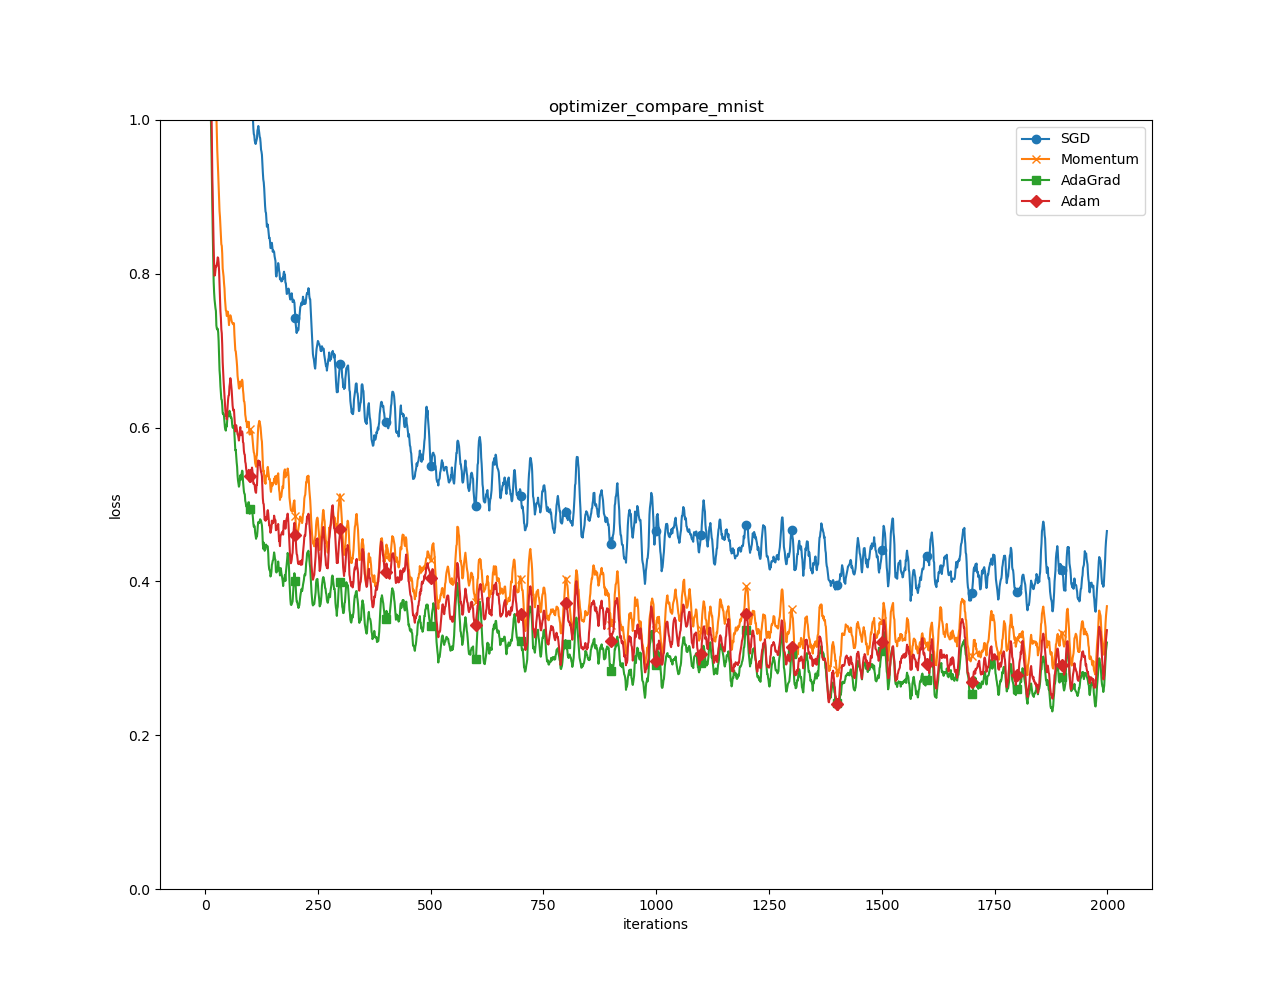 optimizer_compare_mnist
1.0
0.8
0.6
0.4
0.2
0.0
loss
SGD
Momentum
AdaGrad
Adam
0 250 500 750 1000 1250 1500 1750 2000
iterations